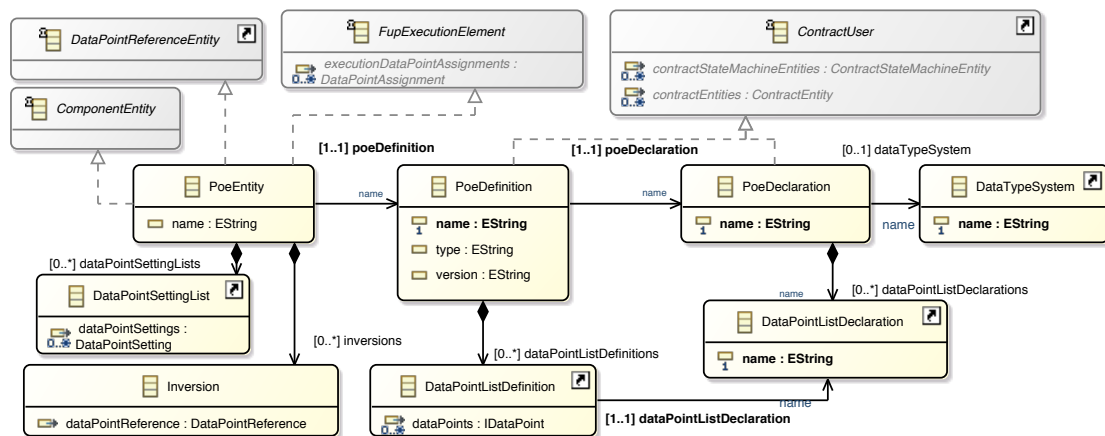 DataPointReferenceEntity
FupExecutionElement
executionDataPointAssignments :
DataPointAssignment
ContractUser
contractStateMachineEntities : ContractStateMachineEntity
0..*
contractEntities : ContractEntity
0..*
0..*
ComponentEntity
[1..1] poeDefinition
[1..1] poeDeclaration
[0..1] dataTypeSystem
PoeEntity
name : EString
name
PoeDefinition
name : EString
1
type : EString
version : EString
name
PoeDeclaration
name : EString
1
name
DataTypeSystem
name : EString
1
[0..*] dataPointSettingLists
DataPointSettingList
dataPointSettings :
DataPointSetting
0..*
[0..*] inversions
[0..*] dataPointListDefinitions
name
[0..*] dataPointListDeclarations
DataPointListDeclaration
name : EString
1
Inversion
dataPointReference : DataPointReference
DataPointListDefinition
dataPoints : IDataPoint
0..*
name
[1..1] dataPointListDeclaration